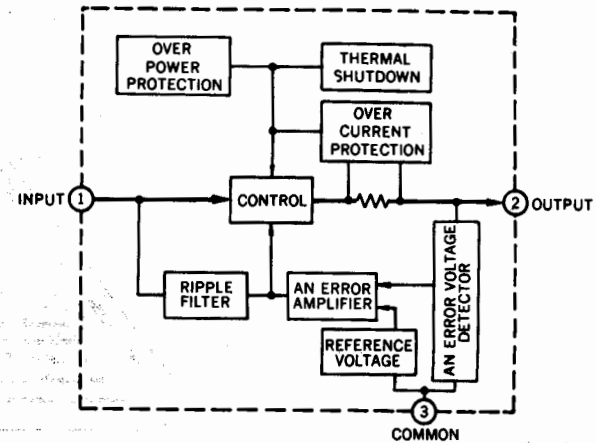 OVER
POWER
PROTECTION
THERMAL
SHUTDOWN
OVER
CURRENT
PROTECTION
INPUT 1
CONTROL
2 OUTPUT
RIPPLE
FILTER
AN ERROR
AMPLIFIER
AN ERROR VOLTAGE
DETECTOR
REFERENCE
VOLTAGE
3
COMMON